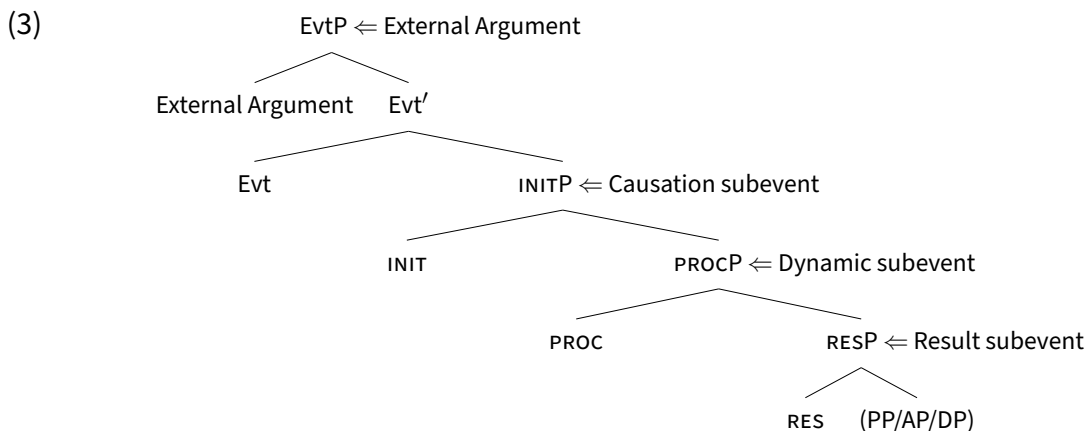 (3) EvtP ⇐ External Argument
External Argument Evt′
Evt INITP ⇐ Causation subevent
INIT PROCP ⇐ Dynamic subevent
PROC RESP ⇐ Result subevent
RES (PP/AP/DP)